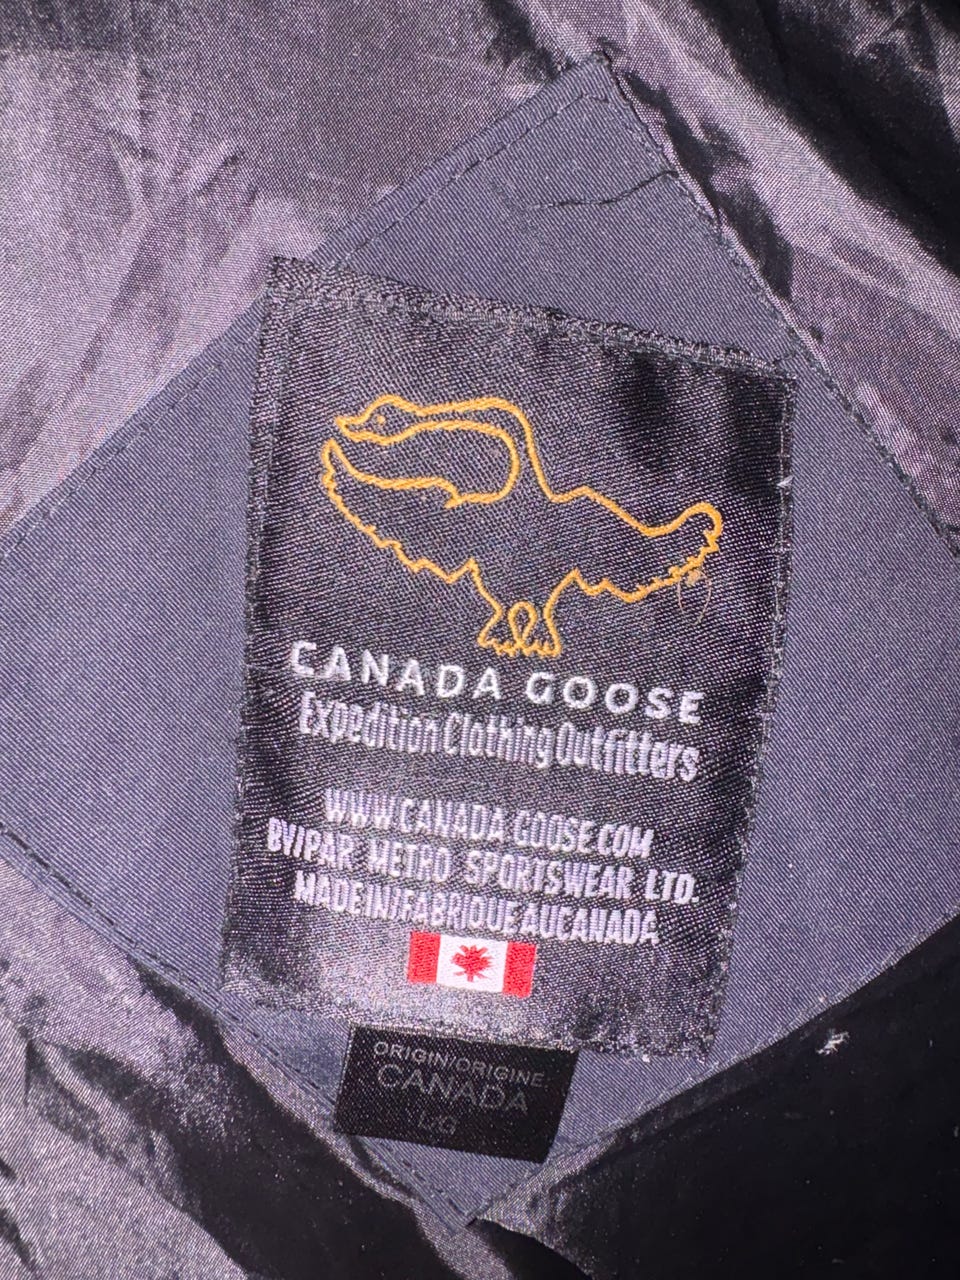 CANADA GOOSE
Expedition Clothing Outfitters
WWW.CANADA GOOSE.COM
BY/PAR METHO SPORTSWEAR LTD.
MADE IN/FABRIQUE AU CANADA
ORIGIN/ORIGINE
CANADA
L/G